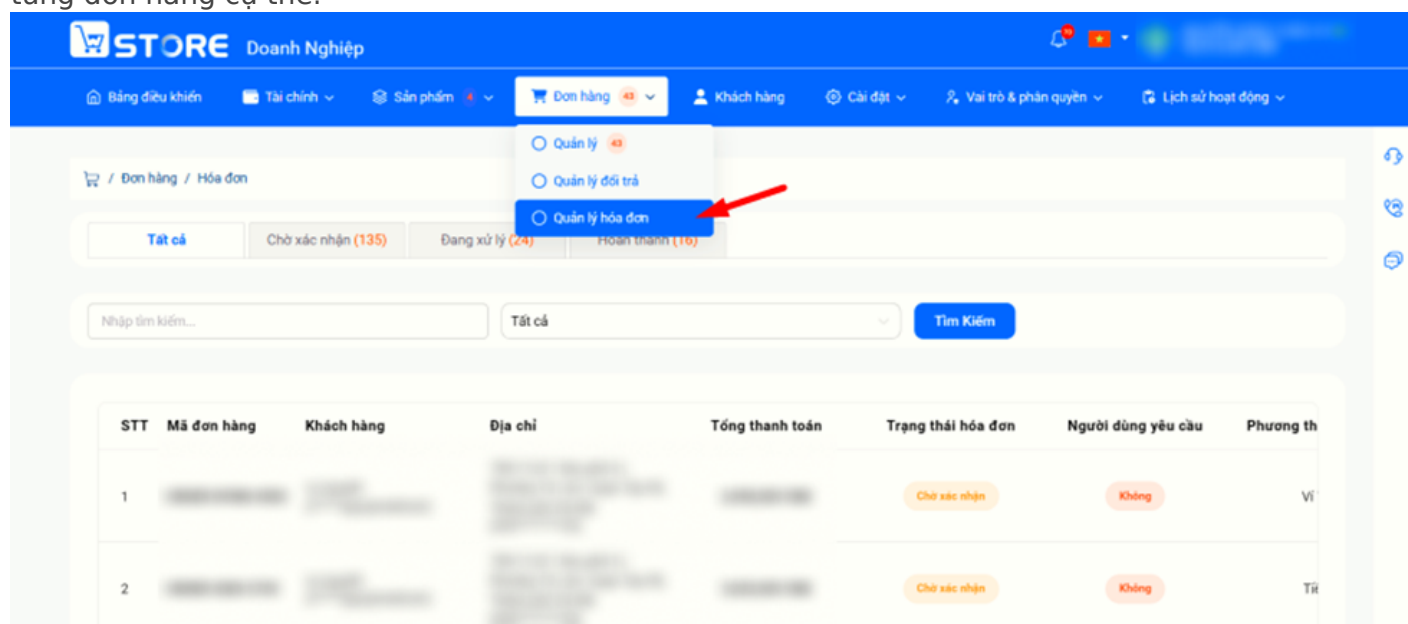 từng đơn hàng cụ thể.
STORE Doanh Nghiệp
Bảng điều khiển Tài chính Sản phẩm 4 Đơn hàng 43 Khách hàng Cài đặt Vai trò & phân quyền Lịch sử hoạt động
Quản lý 43
Quản lý đổi trả
Quản lý hóa đơn
/ Đơn hàng / Hóa đơn
Tất cả Chờ xác nhận (135) Đang xử lý (24) Hoàn thành (16)
Nhập tìm kiếm... Tất cả Tìm Kiếm
STT Mã đơn hàng Khách hàng Địa chỉ Tổng thanh toán Trạng thái hóa đơn Người dùng yêu cầu Phương th
1 Chờ xác nhận Không Ví
2 Chờ xác nhận Không